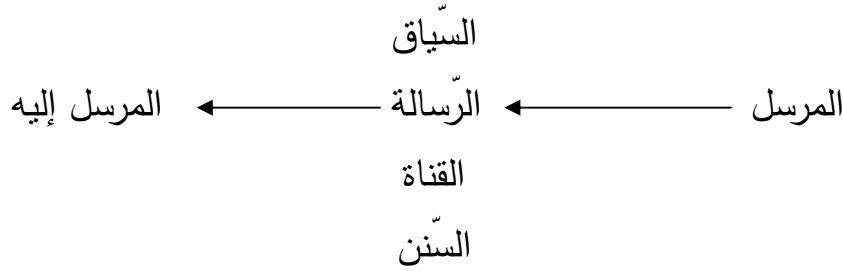 السّياق
المرسل الرّسالة المرسل إليه
القناة
السّنن